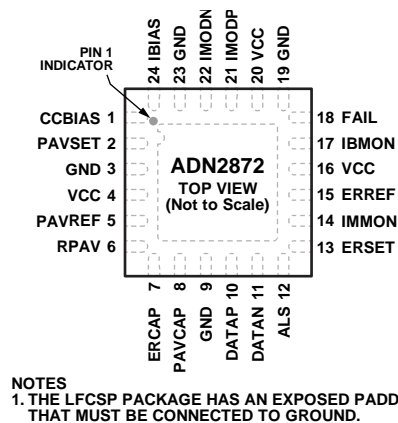 PIN 1
INDICATOR
24 IBIAS
23 GND
22 IMODN
21 IMODP
20 VCC
19 GND
CCBIAS 1
PAVSET 2
GND 3
VCC 4
PAVREF 5
RPAV 6
ADN2872
TOP VIEW
(Not to Scale)
18 FAIL
17 IBMON
16 VCC
15 ERREF
14 IMMON
13 ERSET
ERCAP 7
PAVCAP 8
GND 9
DATAP 10
DATAN 11
ALS 12
NOTES
1. THE LFCSP PACKAGE HAS AN EXPOSED PADD
THAT MUST BE CONNECTED TO GROUND.